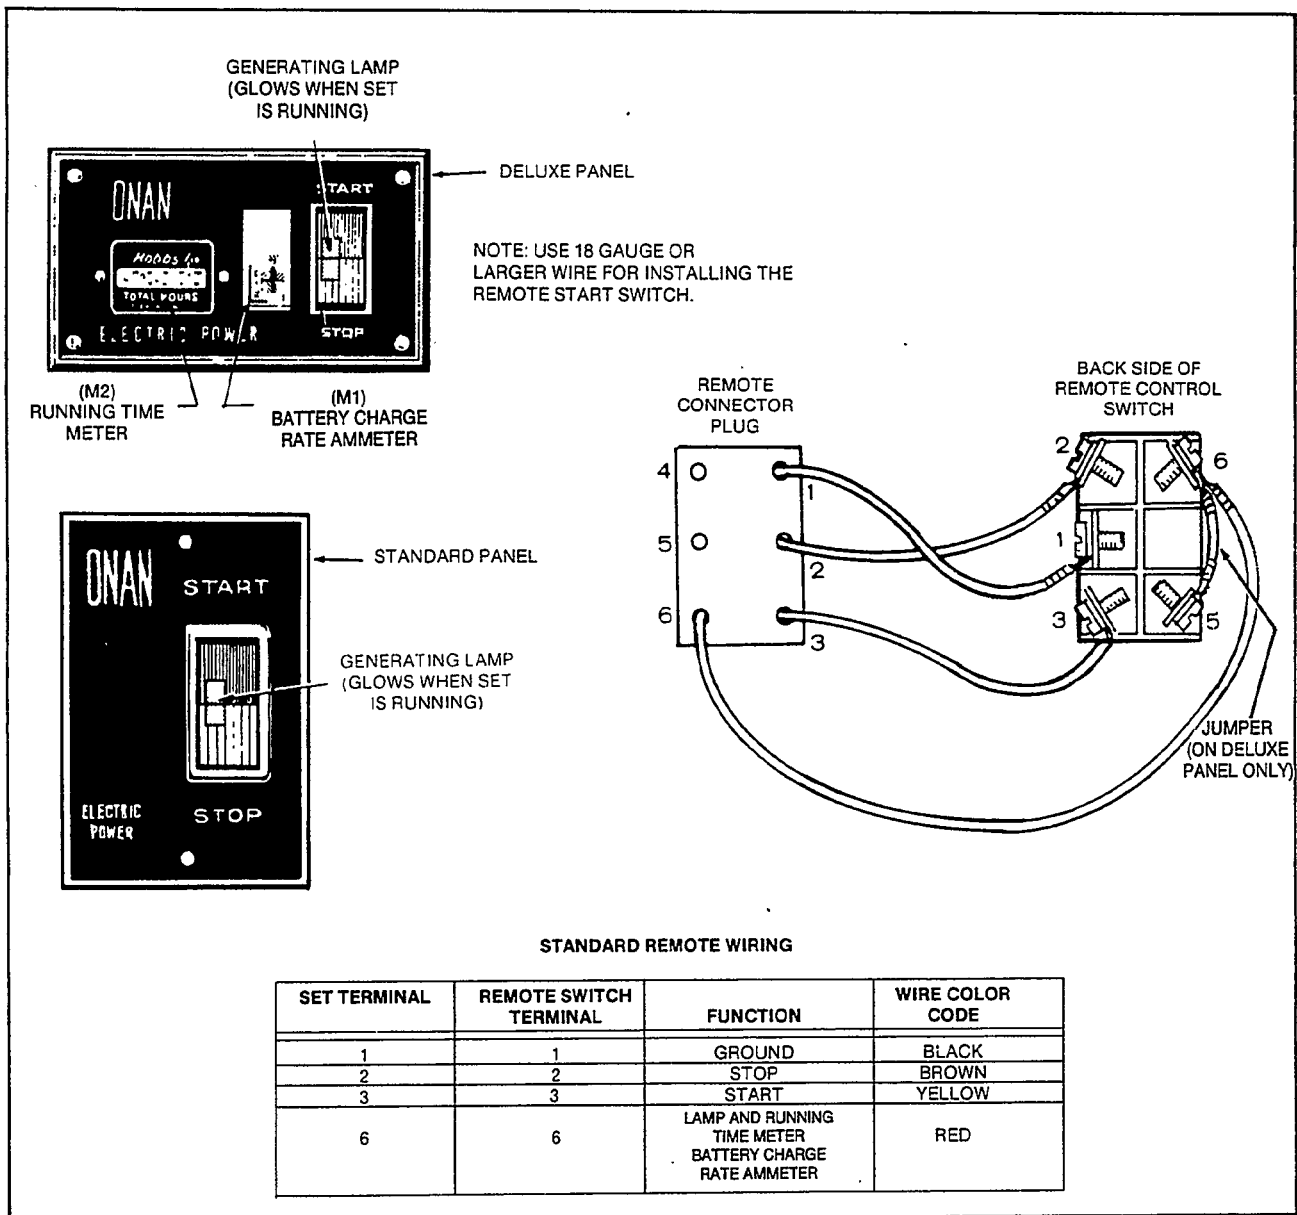 GENERATING LAMP
(GLOWS WHEN SET
IS RUNNING)
DELUXE PANEL
ONAN
START
Hobbs
TOTAL HOURS
STOP
ELECTRIC POWER
NOTE: USE 18 GAUGE OR
LARGER WIRE FOR INSTALLING THE
REMOTE START SWITCH.
(M2)
RUNNING TIME
METER
(M1)
BATTERY CHARGE
RATE AMMETER
REMOTE
CONNECTOR
PLUG
4
5
6
1
2
3
BACK SIDE OF
REMOTE CONTROL
SWITCH
2
6
1
3
5
JUMPER
(ON DELUXE
PANEL ONLY)
STANDARD PANEL
ONAN
START
GENERATING LAMP
(GLOWS WHEN SET
IS RUNNING)
STOP
ELECTRIC
POWER
STANDARD REMOTE WIRING
SET TERMINAL REMOTE SWITCH TERMINAL FUNCTION WIRE COLOR CODE
1 1 GROUND BLACK
2 2 STOP BROWN
3 3 START YELLOW
6 6 LAMP AND RUNNING
TIME METER
BATTERY CHARGE
RATE AMMETER
RED